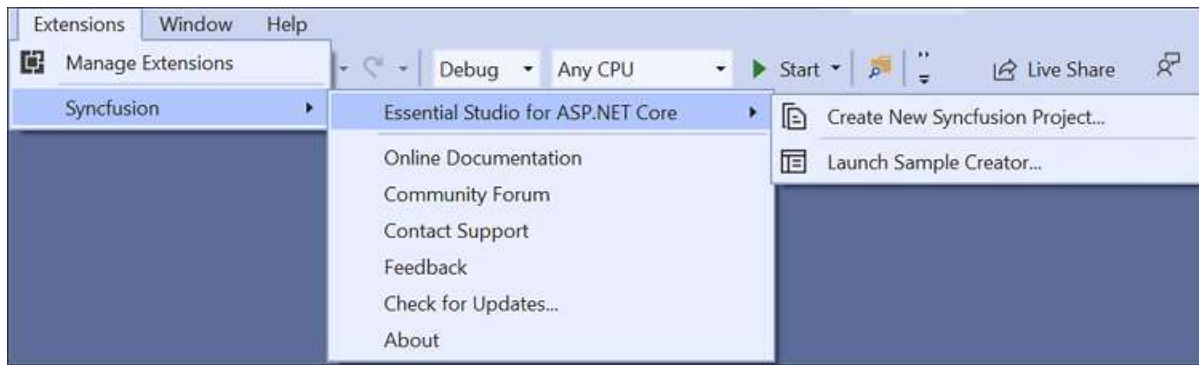 Extensions Window Help
Manage Extensions
Debug Any CPU Start Live Share
Syncfusion
Essential Studio for ASP.NET Core
Create New Syncfusion Project...
Launch Sample Creator...
Online Documentation
Community Forum
Contact Support
Feedback
Check for Updates...
About